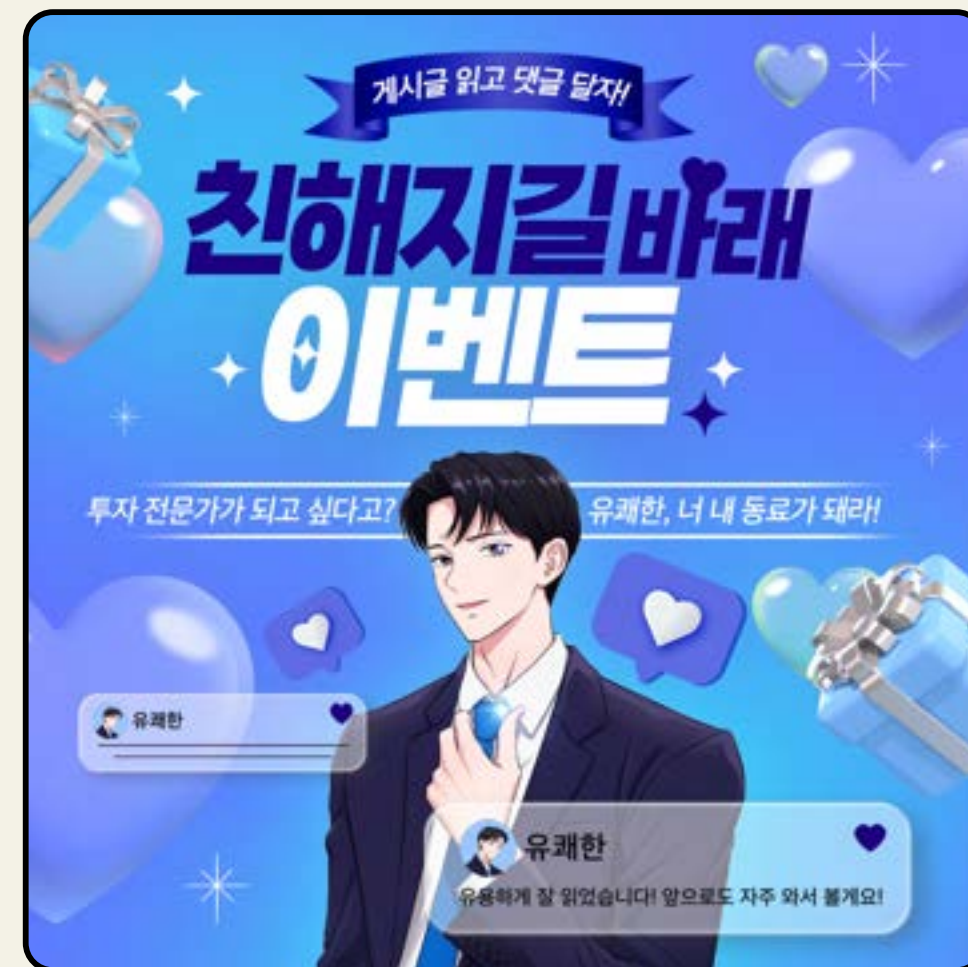 게시글 읽고 댓글 달자!
친해지길 바래
이벤트
투자 전문가가 되고 싶다고?
유쾌한, 너 내 동료가 돼라!
유쾌한
유쾌한
유용하게 잘 읽었습니다! 앞으로도 자주 와서 볼게요!